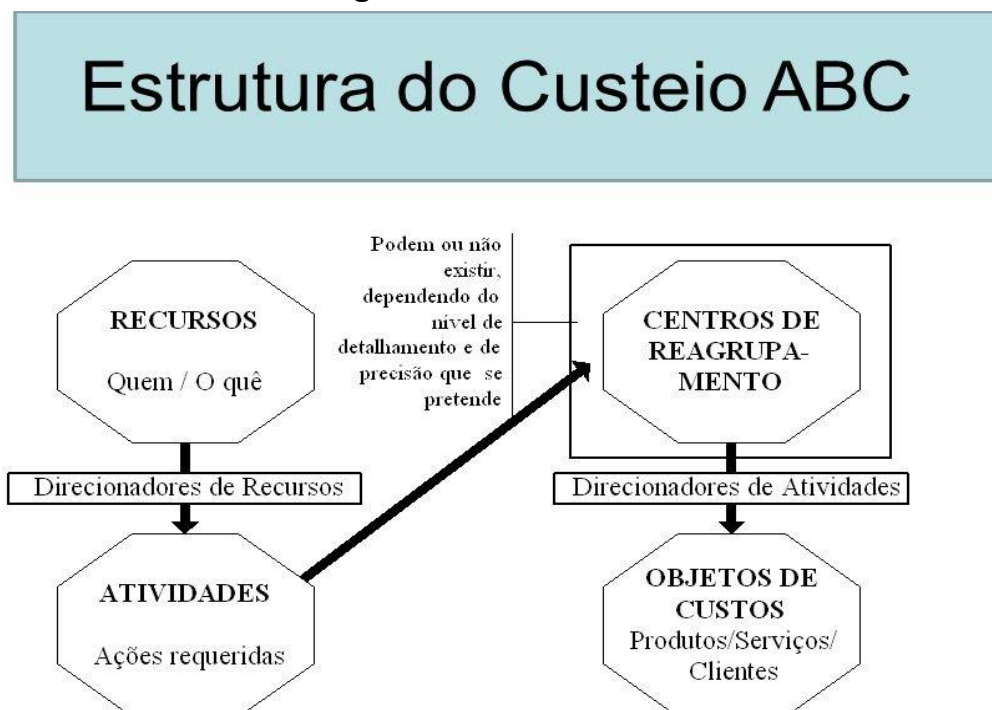 Estrutura do Custeio ABC
RECURSOS
Quem / O quê
Direcionadores de Recursos
ATIVIDADES
Ações requeridas
Podem ou não
existir,
dependendo do
nível de
detalhamento e de
precisão que se
pretende
CENTROS DE
REAGRUPA-
MENTO
Direcionadores de Atividades
OBJETOS DE
CUSTOS
Produtos/Serviços/
Clientes